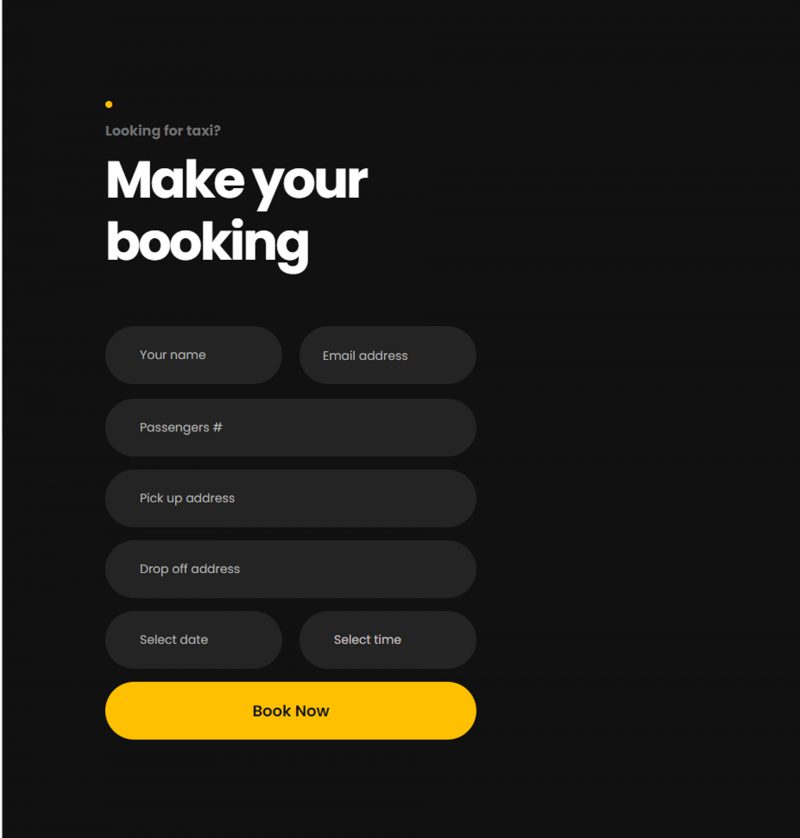 Looking for taxi?
Make your
booking
Your name
Email address
Passengers #
Pick up address
Drop off address
Select date
Select time
Book Now